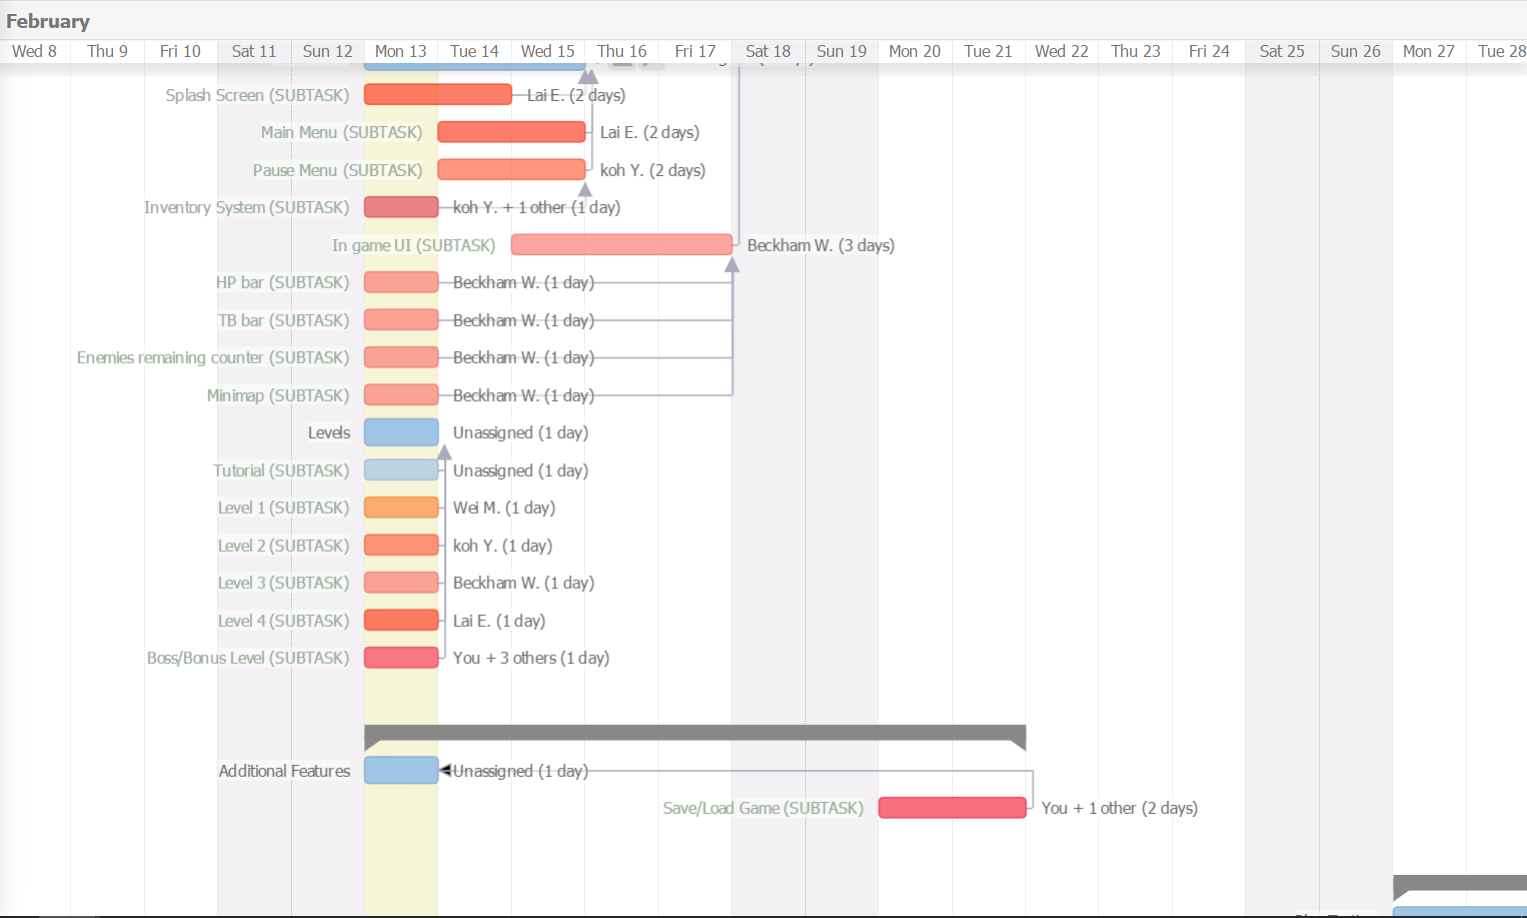 February
Wed 8 Thu 9 Fri 10 Sat 11 Sun 12 Mon 13 Tue 14 Wed 15 Thu 16 Fri 17 Sat 18 Sun 19 Mon 20 Tue 21 Wed 22 Thu 23 Fri 24 Sat 25 Sun 26 Mon 27 Tue 28
Splash Screen (SUBTASK) Lai E. (2 days)
Main Menu (SUBTASK) Lai E. (2 days)
Pause Menu (SUBTASK) koh Y. (2 days)
Inventory System (SUBTASK) koh Y. + 1 other (1 day)
In game UI (SUBTASK) Beckham W. (3 days)
HP bar (SUBTASK) Beckham W. (1 day)
TB bar (SUBTASK) Beckham W. (1 day)
Enemies remaining counter (SUBTASK) Beckham W. (1 day)
Minimap (SUBTASK) Beckham W. (1 day)
Levels Unassigned (1 day)
Tutorial (SUBTASK) Unassigned (1 day)
Level 1 (SUBTASK) Wei M. (1 day)
Level 2 (SUBTASK) koh Y. (1 day)
Level 3 (SUBTASK) Beckham W. (1 day)
Level 4 (SUBTASK) Lai E. (1 day)
Boss/Bonus Level (SUBTASK) You + 3 others (1 day)
Additional Features Unassigned (1 day)
Save/Load Game (SUBTASK) You + 1 other (2 days)